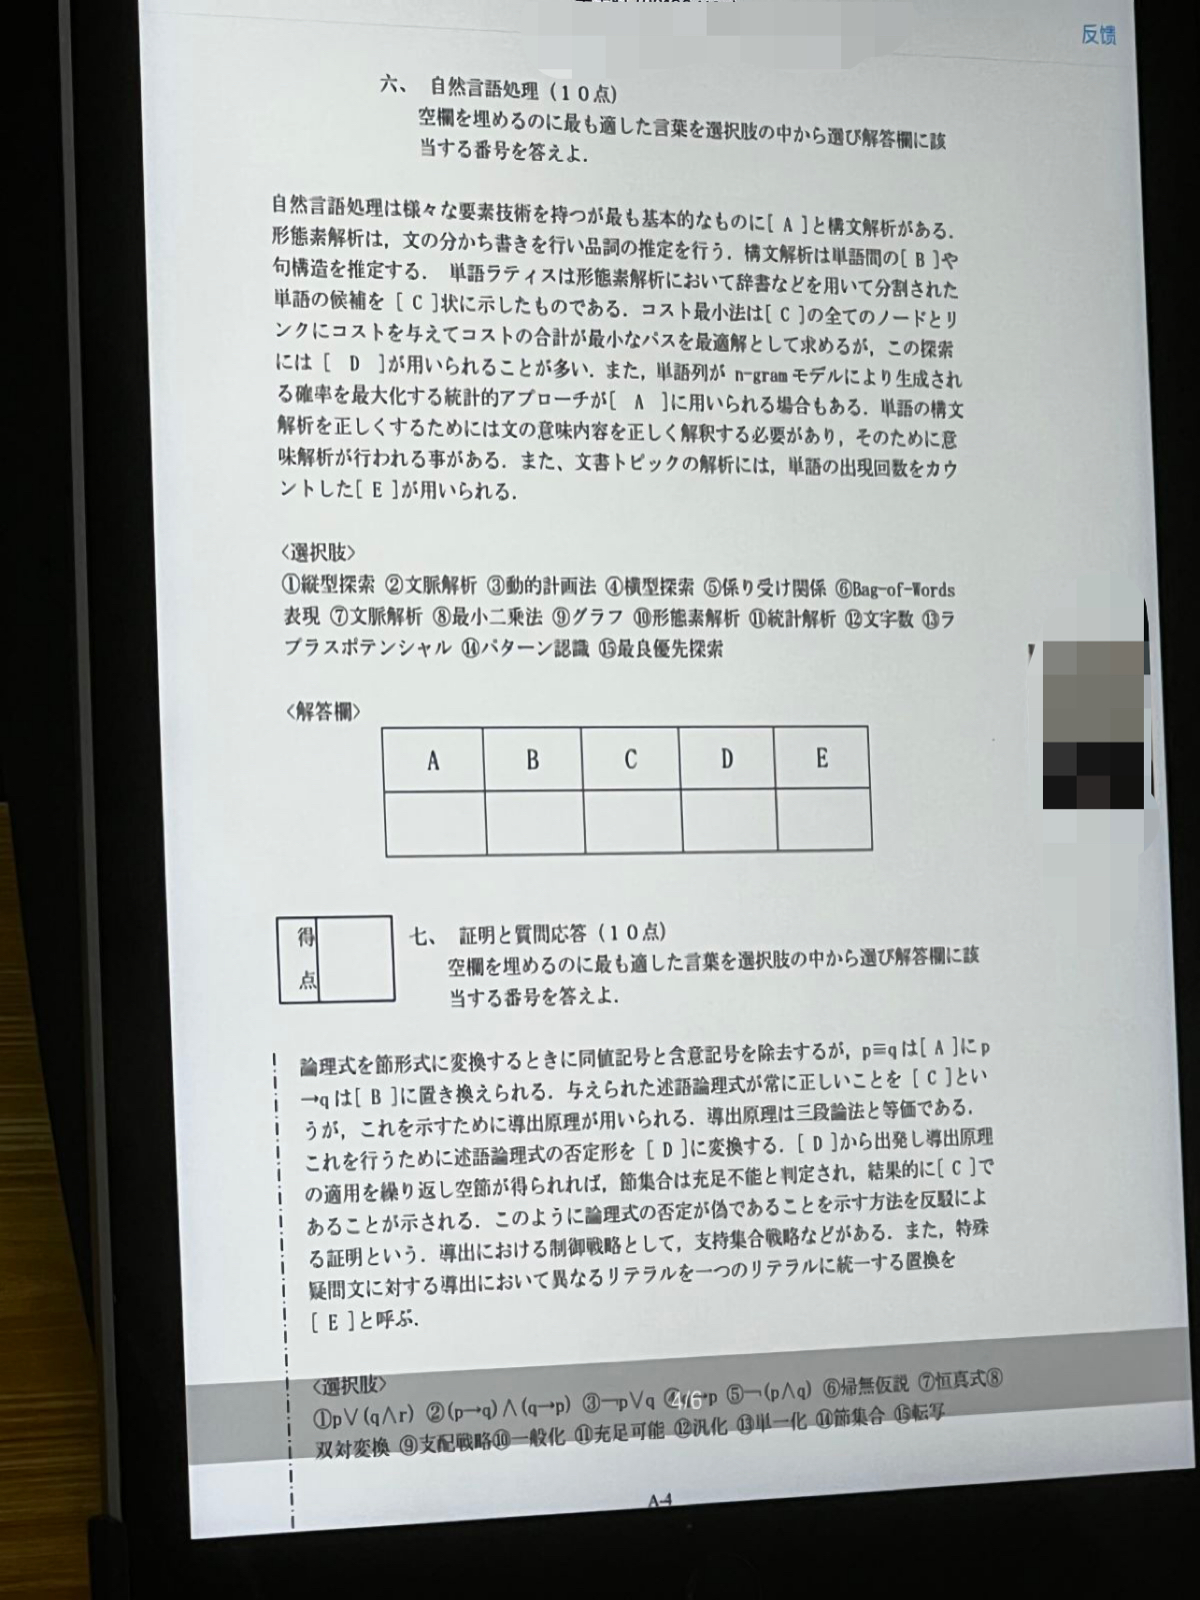 反馈
六、 自然言語処理（１０点）
空欄を埋めるのに最も適した言葉を選択肢の中から選び解答欄に該
当する番号を答えよ．
自然言語処理は様々な要素技術を持つが最も基本的なものに[ A ]と構文解析がある．
形態素解析は，文の分かち書きを行い品詞の推定を行う．構文解析は単語間の[ B ]や
句構造を推定する． 単語ラティスは形態素解析において辞書などを用いて分割された
単語の候補を [ C ]状に示したものである．コスト最小法は[ C ]の全てのノードとリ
ンクにコストを与えてコストの合計が最小なパスを最適解として求めるが，この探索
には [ D ]が用いられることが多い．また，単語列が n-gram モデルにより生成され
る確率を最大化する統計的アプローチが[ A ]に用いられる場合もある．単語の構文
解析を正しくするためには文の意味内容を正しく解釈する必要があり，そのために意
味解析が行われる事がある．また、文書トピックの解析には，単語の出現回数をカウ
ントした[ E ]が用いられる．
〈選択肢〉
①縦型探索 ②文脈解析 ③動的計画法 ④横型探索 ⑤係り受け関係 ⑥Bag-of-Words
表現 ⑦文脈解析 ⑧最小二乗法 ⑨グラフ ⑩形態素解析 ⑪統計解析 ⑫文字数 ⑬ラ
プラスポテンシャル ⑭パターン認識 ⑮最良優先探索
〈解答欄〉
A B C D E
得
点
七、 証明と質問応答（１０点）
空欄を埋めるのに最も適した言葉を選択肢の中から選び解答欄に該
当する番号を答えよ．
論理式を節形式に変換するときに同値記号と含意記号を除去するが，p≡q は[ A ]に p
→q は[ B ]に置き換えられる．与えられた述語論理式が常に正しいことを [ C ]とい
うが，これを示すために導出原理が用いられる．導出原理は三段論法と等価である．
これを行うために述語論理式の否定形を [ D ]に変換する．[ D ]から出発し導出原理
の適用を繰り返し空節が得られれば，節集合は充足不能と判定され，結果的に[ C ]で
あることが示される．このように論理式の否定が偽であることを示す方法を反駁によ
る証明という．導出における制御戦略として，支持集合戦略などがある．また，特殊
疑問文に対する導出において異なるリテラルを一つのリテラルに統一する置換を
[ E ]と呼ぶ．
〈選択肢〉
①p∨(q∧r) ②(p→q)∧(q→p) ③￢p∨q ④ →p ⑤￢(p∧q) ⑥帰無仮説 ⑦恒真式⑧
4/6
双対変換 ⑨支配戦略⑩一般化 ⑪充足可能 ⑫汎化 ⑬単一化 ⑭節集合 ⑮転写
A-4